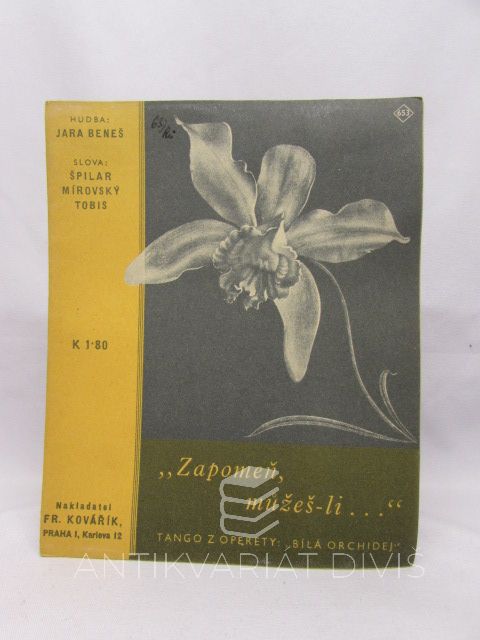 HUDBA:
JARA BENEŠ
SLOVA:
ŠPILAR
MÍROVSKÝ
TOBIS
K 1·80
Nakladatel
FR. KOVÁŘÍK,
PRAHA I, Karlova 12
653
„Zapomeň,
můžeš-li...“
TANGO Z OPERETY: „BÍLÁ ORCHIDEJ“
ANTIKVARIÁT DIVIŠ